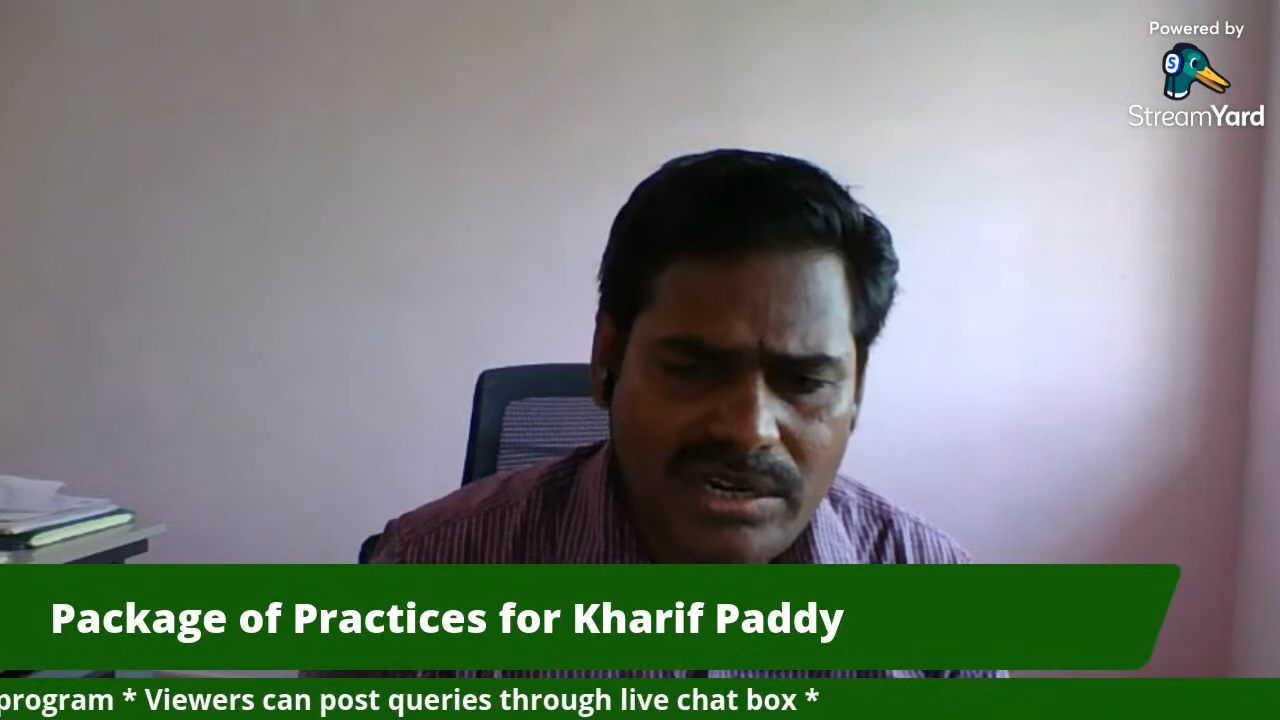 Powered by
S
StreamYard
Package of Practices for Kharif Paddy
program * Viewers can post queries through live chat box *